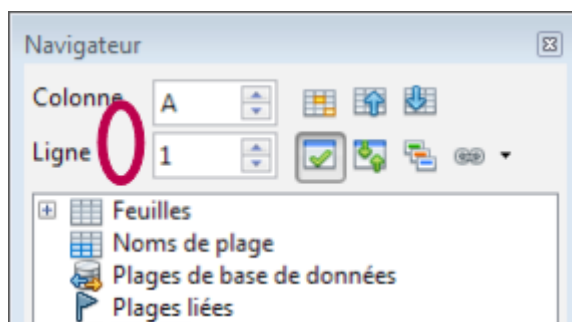 Navigateur
Colonne A
Ligne 1
Feuilles
Noms de plage
Plages de base de données
Plages liées